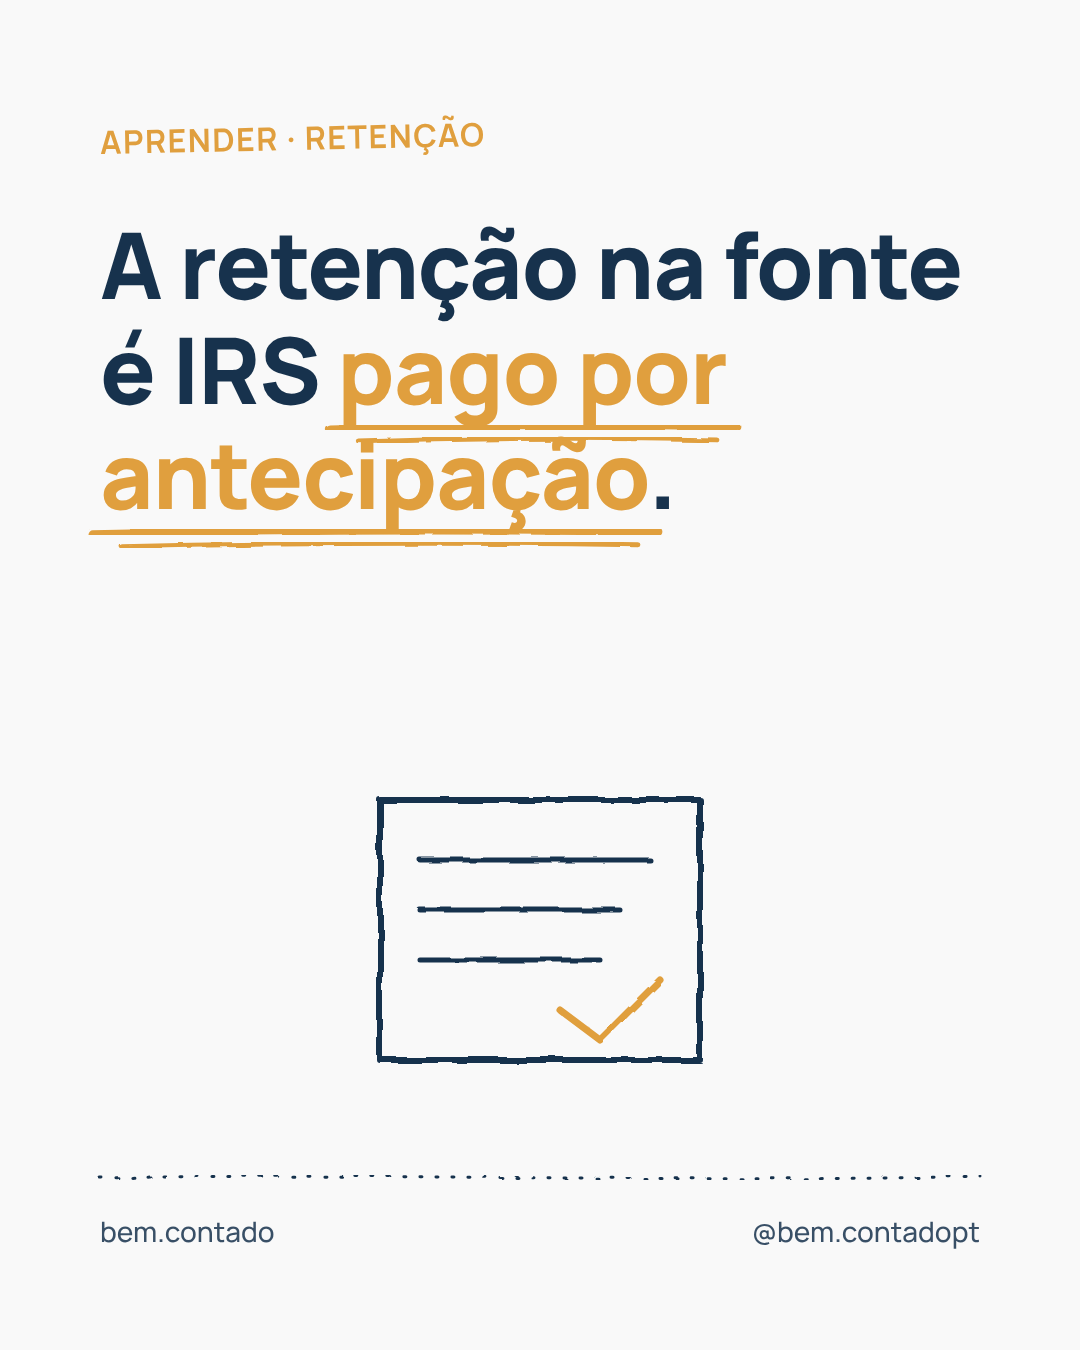 APRENDER · RETENÇÃO
A retenção na fonte
é IRS pago por
antecipação.
bem.contado
@bem.contadopt